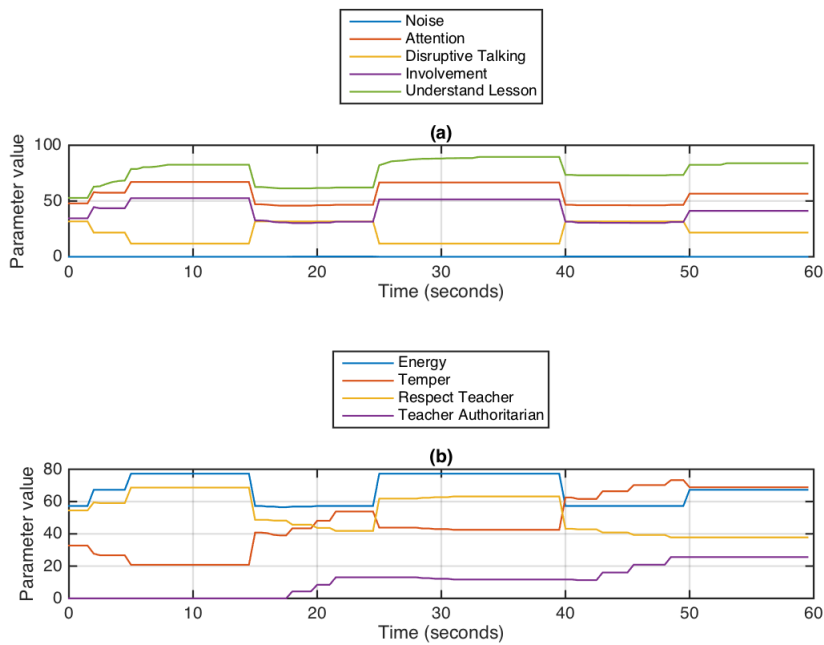 Noise
Attention
Disruptive Talking
Involvement
Understand Lesson
(a)
100
50
0
Parameter value
0 10 20 30 40 50 60
Time (seconds)
Energy
Temper
Respect Teacher
Teacher Authoritarian
(b)
80
60
40
20
0
Parameter value
0 10 20 30 40 50 60
Time (seconds)